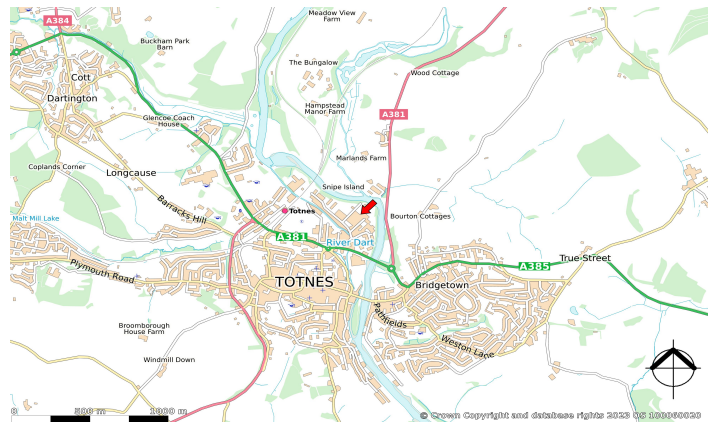 Meadow View
Farm
A384
Buckham Park
Barn
The Bungalow
Wood Cottage
Cott
Dartington
Hampstead
Manor Farm
A381
Glencoe Coach
House
Marlands Farm
Coplands Corner
Longcause
Snipe Island
Barracks Hill
Totnes
Bourton Cottages
Malt Mill Lake
A381
River Dart
True Street
Plymouth Road
A385
TOTNES
Bridgetown
Pathfields
Broomborough
House Farm
Weston Lane
Windmill Down
0 500 m 1000 m
© Crown Copyright and database rights 2023 OS 100060020